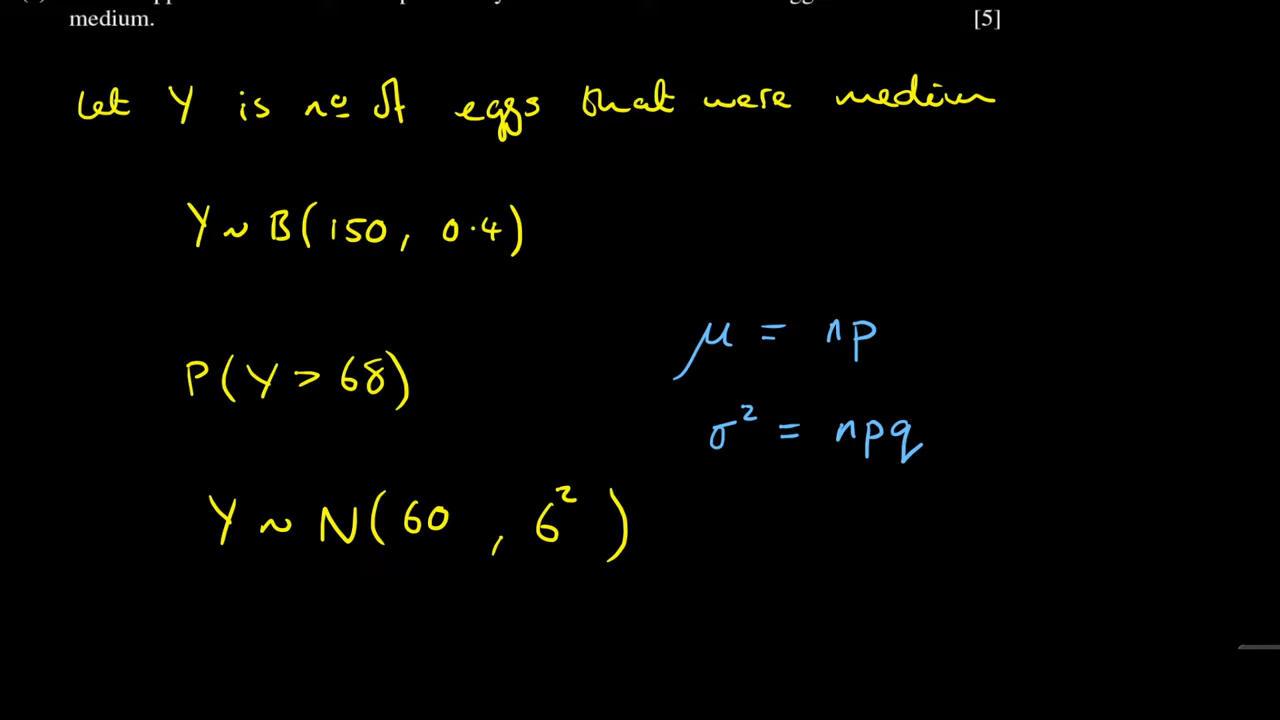 medium. [5]
Let Y is nº of eggs that were medium
Y ~ B(150, 0.4)
μ = np
P(Y > 68)
σ² = npq
Y ~ N(60, 6²)